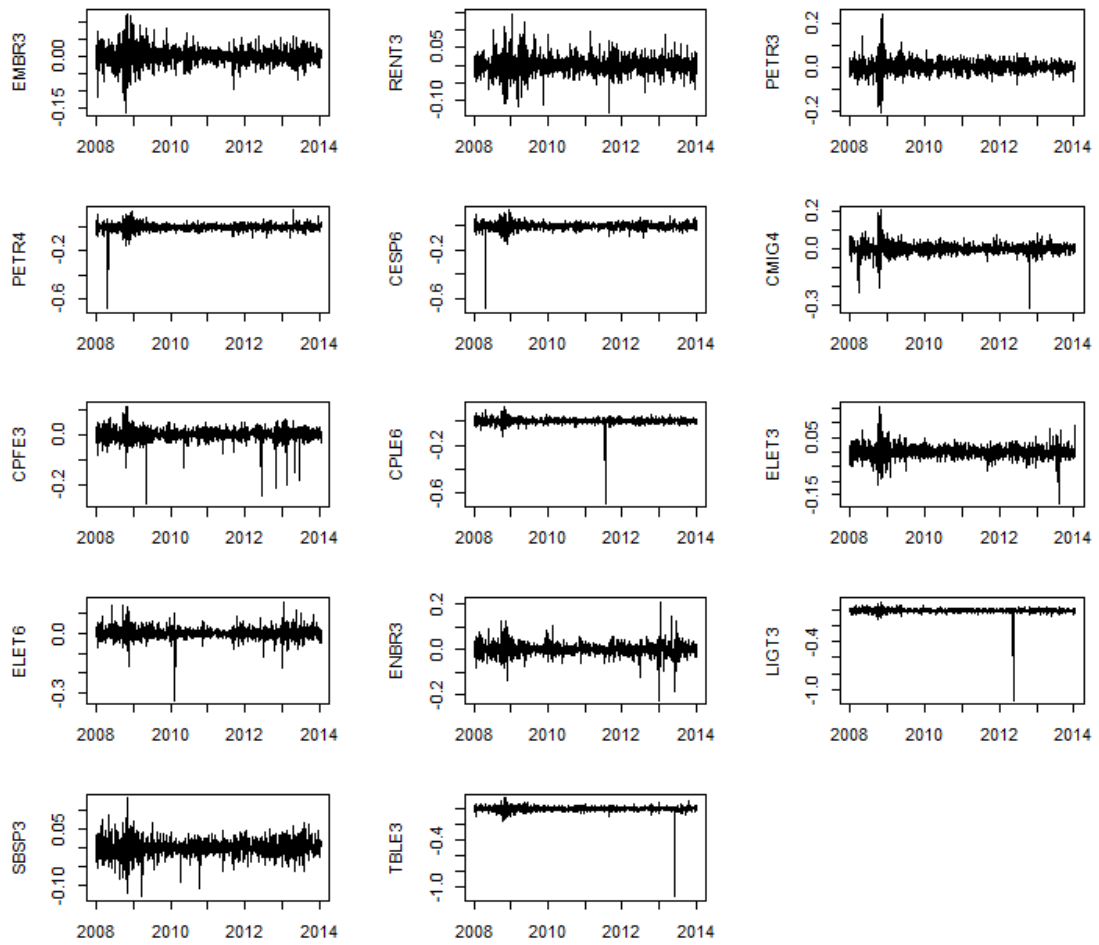 EMBR3
-0.15 0.00
2008 2010 2012 2014
RENT3
-0.10 0.05
2008 2010 2012 2014
PETR3
-0.2 0.0 0.2
2008 2010 2012 2014
PETR4
-0.6 -0.2
2008 2010 2012 2014
CESP6
-0.6 -0.2
2008 2010 2012 2014
CMIG4
-0.3 0.0 0.2
2008 2010 2012 2014
CPFE3
-0.2 0.0
2008 2010 2012 2014
CPLE6
-0.6 -0.2
2008 2010 2012 2014
ELET3
-0.15 0.05
2008 2010 2012 2014
ELET6
-0.3 0.0
2008 2010 2012 2014
ENBR3
-0.2 0.0 0.2
2008 2010 2012 2014
LIGT3
-1.0 -0.4
2008 2010 2012 2014
SBSP3
-0.10 0.05
2008 2010 2012 2014
TBLE3
-1.0 -0.4
2008 2010 2012 2014